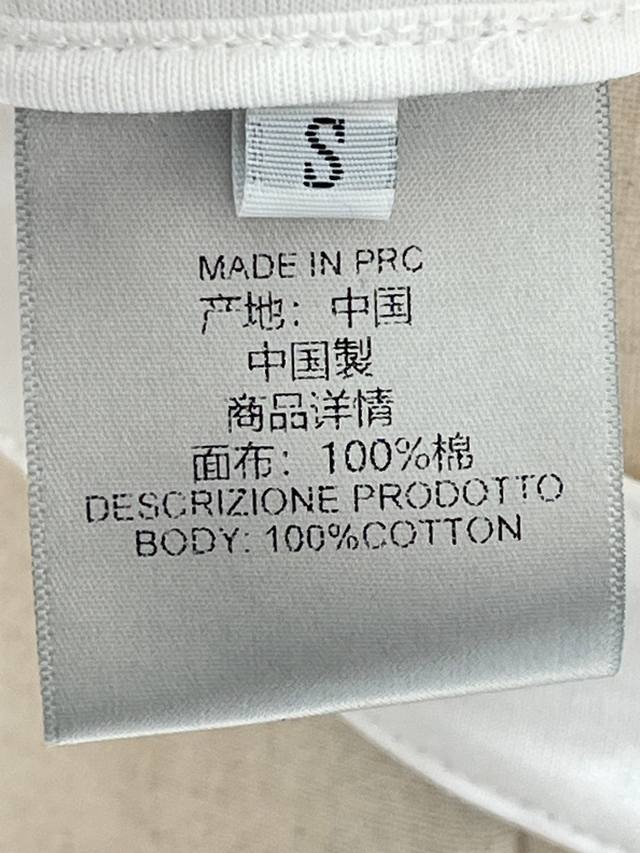 S
MADE IN PRC
产地：中国
中国製
商品详情
面布：100%棉
DESCRIZIONE PRODOTTO
BODY: 100%COTTON